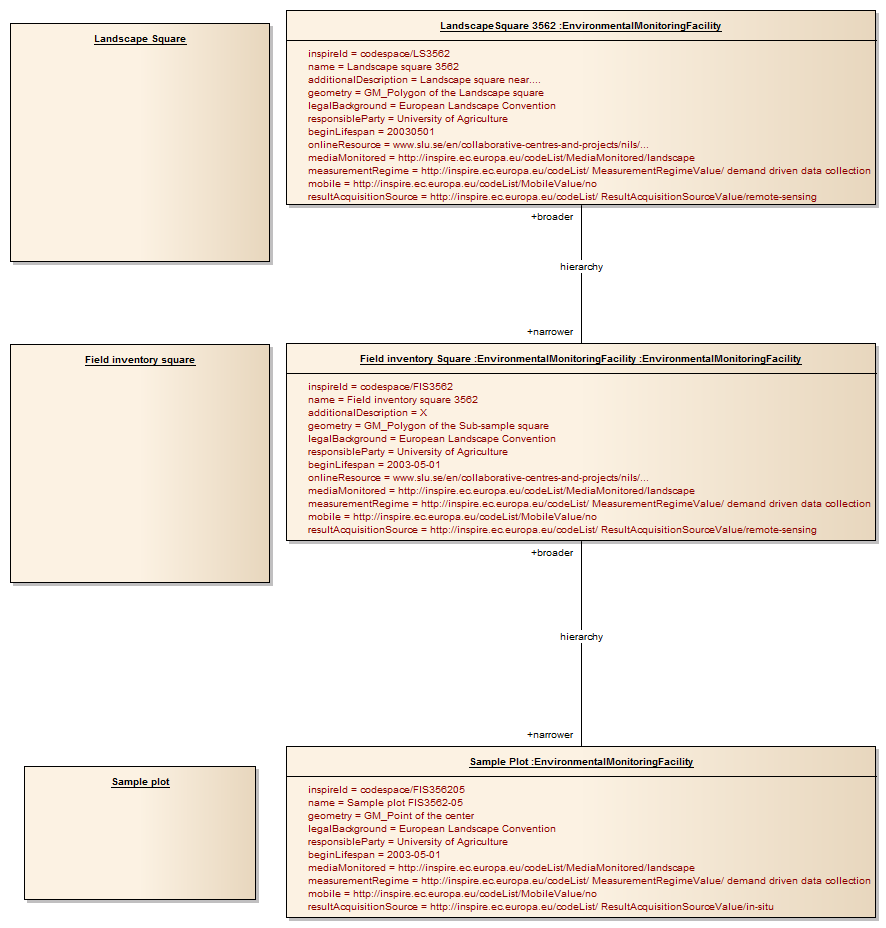 Landscape Square
LandscapeSquare 3562 :EnvironmentalMonitoringFacility
inspireId = codespace/LS3562
name = Landscape square 3562
additionalDescription = Landscape square near....
geometry = GM_Polygon of the Landscape square
legalBackground = European Landscape Convention
responsibleParty = University of Agriculture
beginLifespan = 20030501
onlineResource = www.slu.se/en/collaborative-centres-and-projects/nils/...
mediaMonitored = http://inspire.ec.europa.eu/codeList/MediaMonitored/landscape
measurementRegime = http://inspire.ec.europa.eu/codeList/ MeasurementRegimeValue/ demand driven data collection
mobile = http://inspire.ec.europa.eu/codeList/MobileValue/no
resultAcquisitionSource = http://inspire.ec.europa.eu/codeList/ ResultAcquisitionSourceValue/remote-sensing
+broader
hierarchy
+narrower
Field inventory square
Field inventory Square :EnvironmentalMonitoringFacility :EnvironmentalMonitoringFacility
inspireId = codespace/FIS3562
name = Field inventory square 3562
additionalDescription = X
geometry = GM_Polygon of the Sub-sample square
legalBackground = European Landscape Convention
responsibleParty = University of Agriculture
beginLifespan = 2003-05-01
onlineResource = www.slu.se/en/collaborative-centres-and-projects/nils/...
mediaMonitored = http://inspire.ec.europa.eu/codeList/MediaMonitored/landscape
measurementRegime = http://inspire.ec.europa.eu/codeList/ MeasurementRegimeValue/ demand driven data collection
mobile = http://inspire.ec.europa.eu/codeList/MobileValue/no
resultAcquisitionSource = http://inspire.ec.europa.eu/codeList/ ResultAcquisitionSourceValue/remote-sensing
+broader
hierarchy
+narrower
Sample plot
Sample Plot :EnvironmentalMonitoringFacility
inspireId = codespace/FIS356205
name = Sample plot FIS3562-05
geometry = GM_Point of the center
legalBackground = European Landscape Convention
responsibleParty = University of Agriculture
beginLifespan = 2003-05-01
mediaMonitored = http://inspire.ec.europa.eu/codeList/MediaMonitored/landscape
measurementRegime = http://inspire.ec.europa.eu/codeList/ MeasurementRegimeValue/ demand driven data collection
mobile = http://inspire.ec.europa.eu/codeList/MobileValue/no
resultAcquisitionSource = http://inspire.ec.europa.eu/codeList/ ResultAcquisitionSourceValue/in-situ